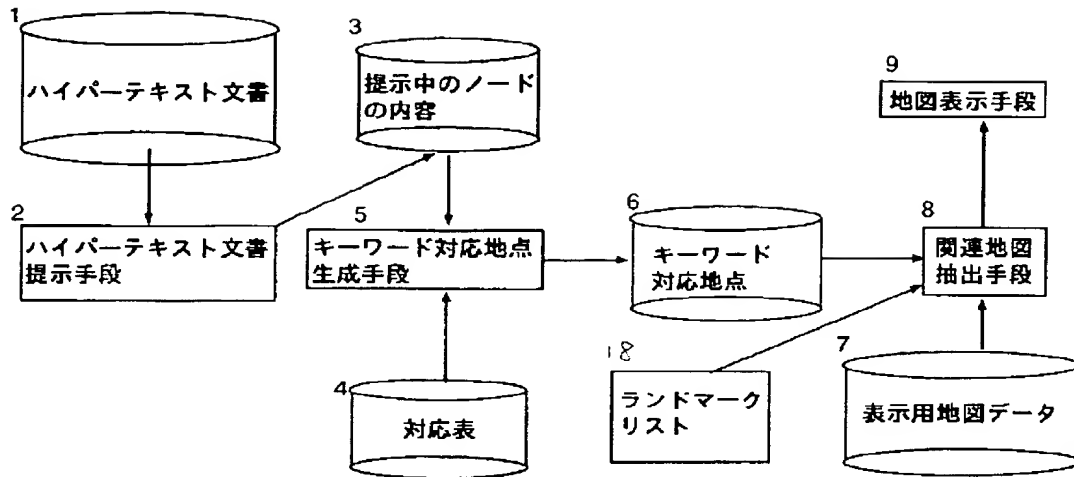 1
ハイパーテキスト文書
3
提示中のノード
の内容
9
地図表示手段
2
ハイパーテキスト文書
提示手段
5
キーワード対応地点
生成手段
6
キーワード
対応地点
8
関連地図
抽出手段
4
対応表
18
ランドマーク
リスト
7
表示用地図データ